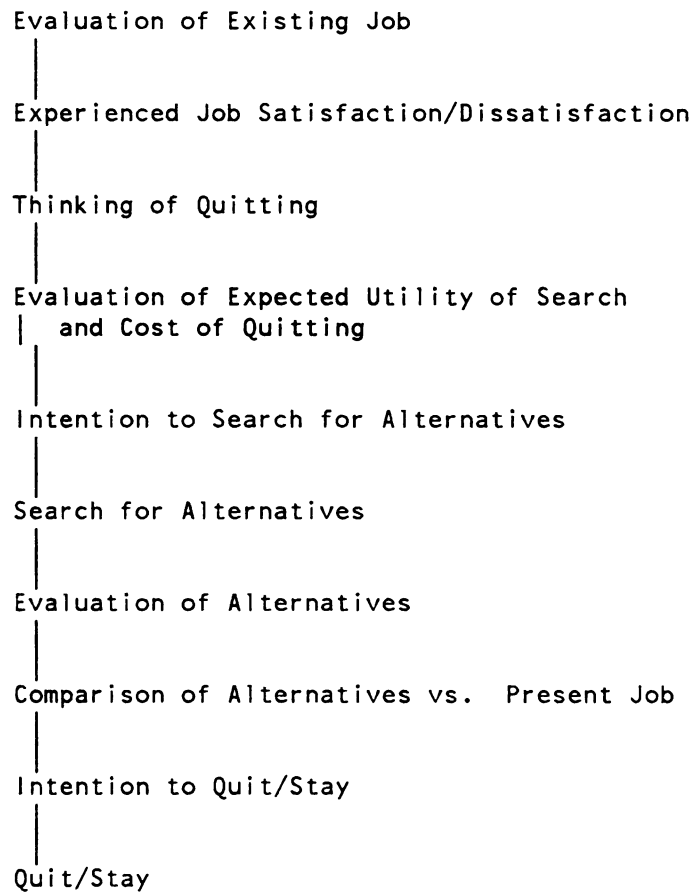 Evaluation of Existing Job
Experienced Job Satisfaction/Dissatisfaction
Thinking of Quitting
Evaluation of Expected Utility of Search
and Cost of Quitting
Intention to Search for Alternatives
Search for Alternatives
Evaluation of Alternatives
Comparison of Alternatives vs. Present Job
Intention to Quit/Stay
Quit/Stay